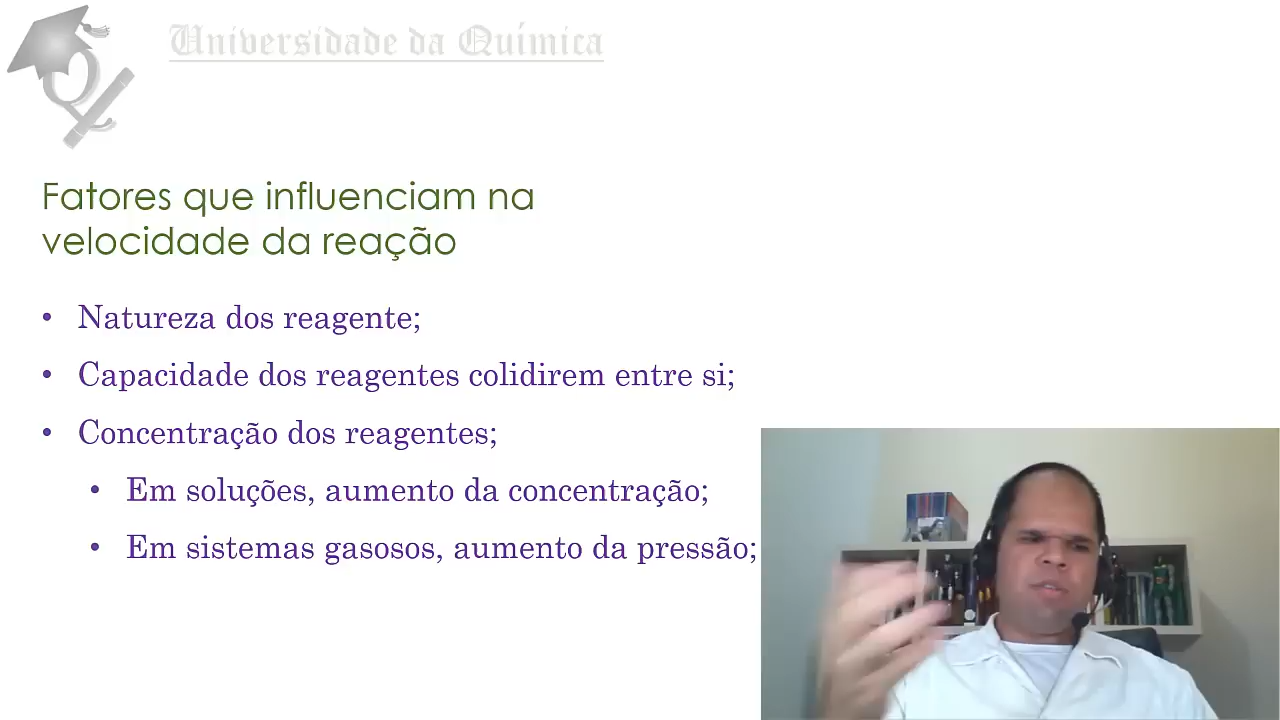 Universidade da Química
Fatores que influenciam na
velocidade da reação
• Natureza dos reagente;
• Capacidade dos reagentes colidirem entre si;
• Concentração dos reagentes;
• Em soluções, aumento da concentração;
• Em sistemas gasosos, aumento da pressão;